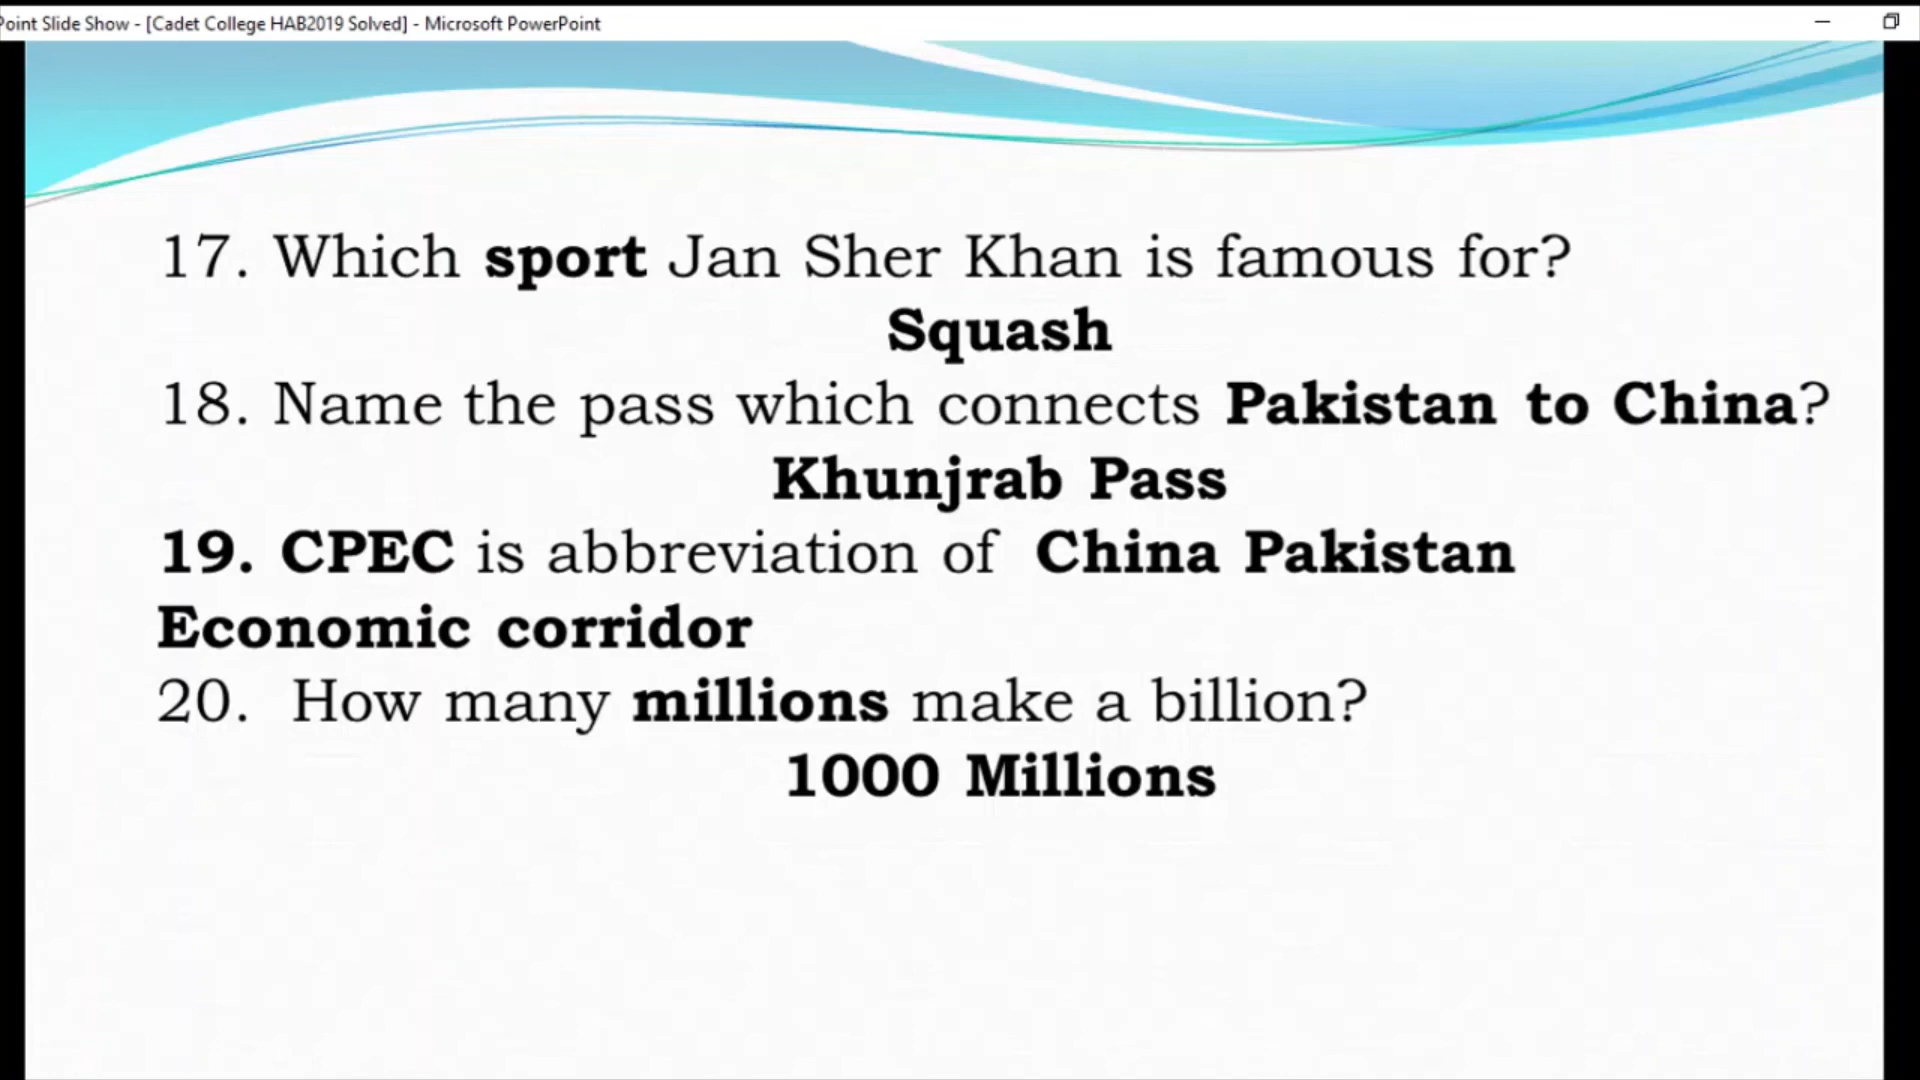 Point Slide Show - [Cadet College HAB2019 Solved] - Microsoft PowerPoint
17. Which sport Jan Sher Khan is famous for?
Squash
18. Name the pass which connects Pakistan to China?
Khunjrab Pass
19. CPEC is abbreviation of China Pakistan
Economic corridor
20. How many millions make a billion?
1000 Millions